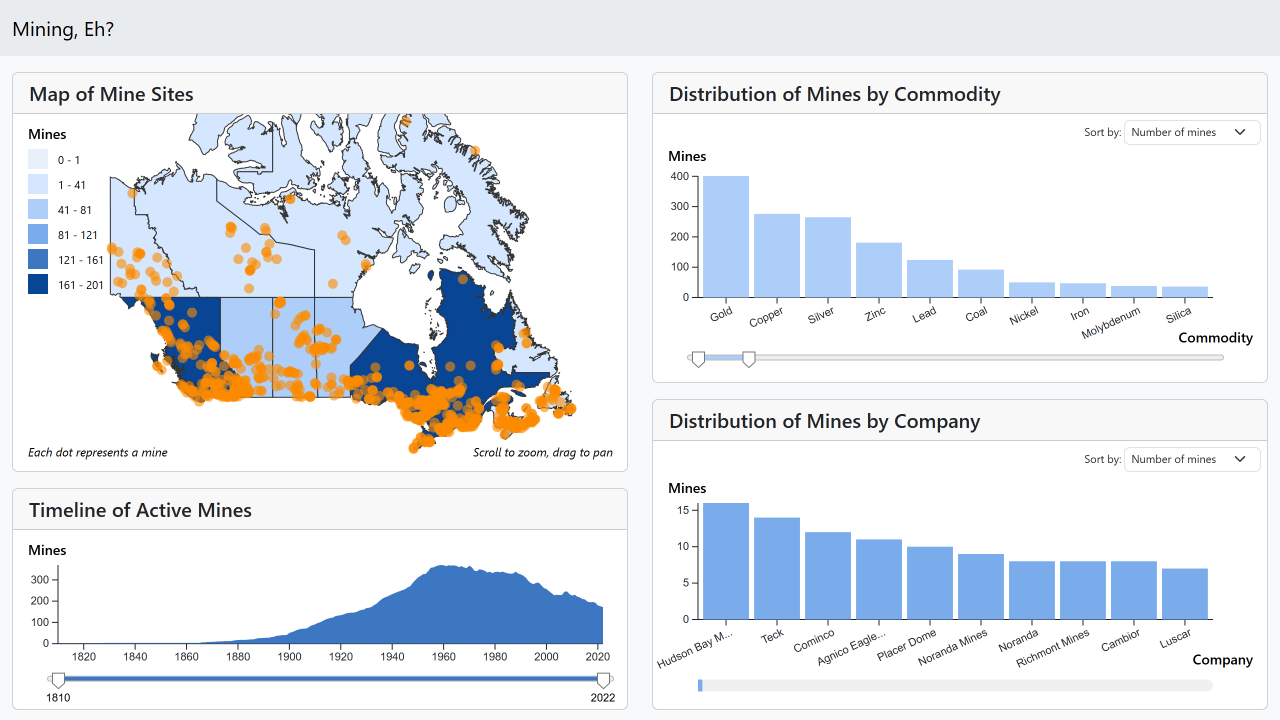 Mining, Eh?
Map of Mine Sites
Mines
0 - 1
1 - 41
41 - 81
81 - 121
121 - 161
161 - 201
Each dot represents a mine
Scroll to zoom, drag to pan
Timeline of Active Mines
Mines
300
200
100
0
1820 1840 1860 1880 1900 1920 1940 1960 1980 2000 2020
1810 2022
Distribution of Mines by Commodity
Sort by: Number of mines
Mines
400
300
200
100
0
Gold Copper Silver Zinc Lead Coal Nickel Iron Molybdenum Silica
Commodity
Distribution of Mines by Company
Sort by: Number of mines
Mines
15
10
5
0
Hudson Bay M... Teck Cominco Agnico Eagle... Placer Dome Noranda Mines Noranda Richmont Mines Cambior Luscar
Company